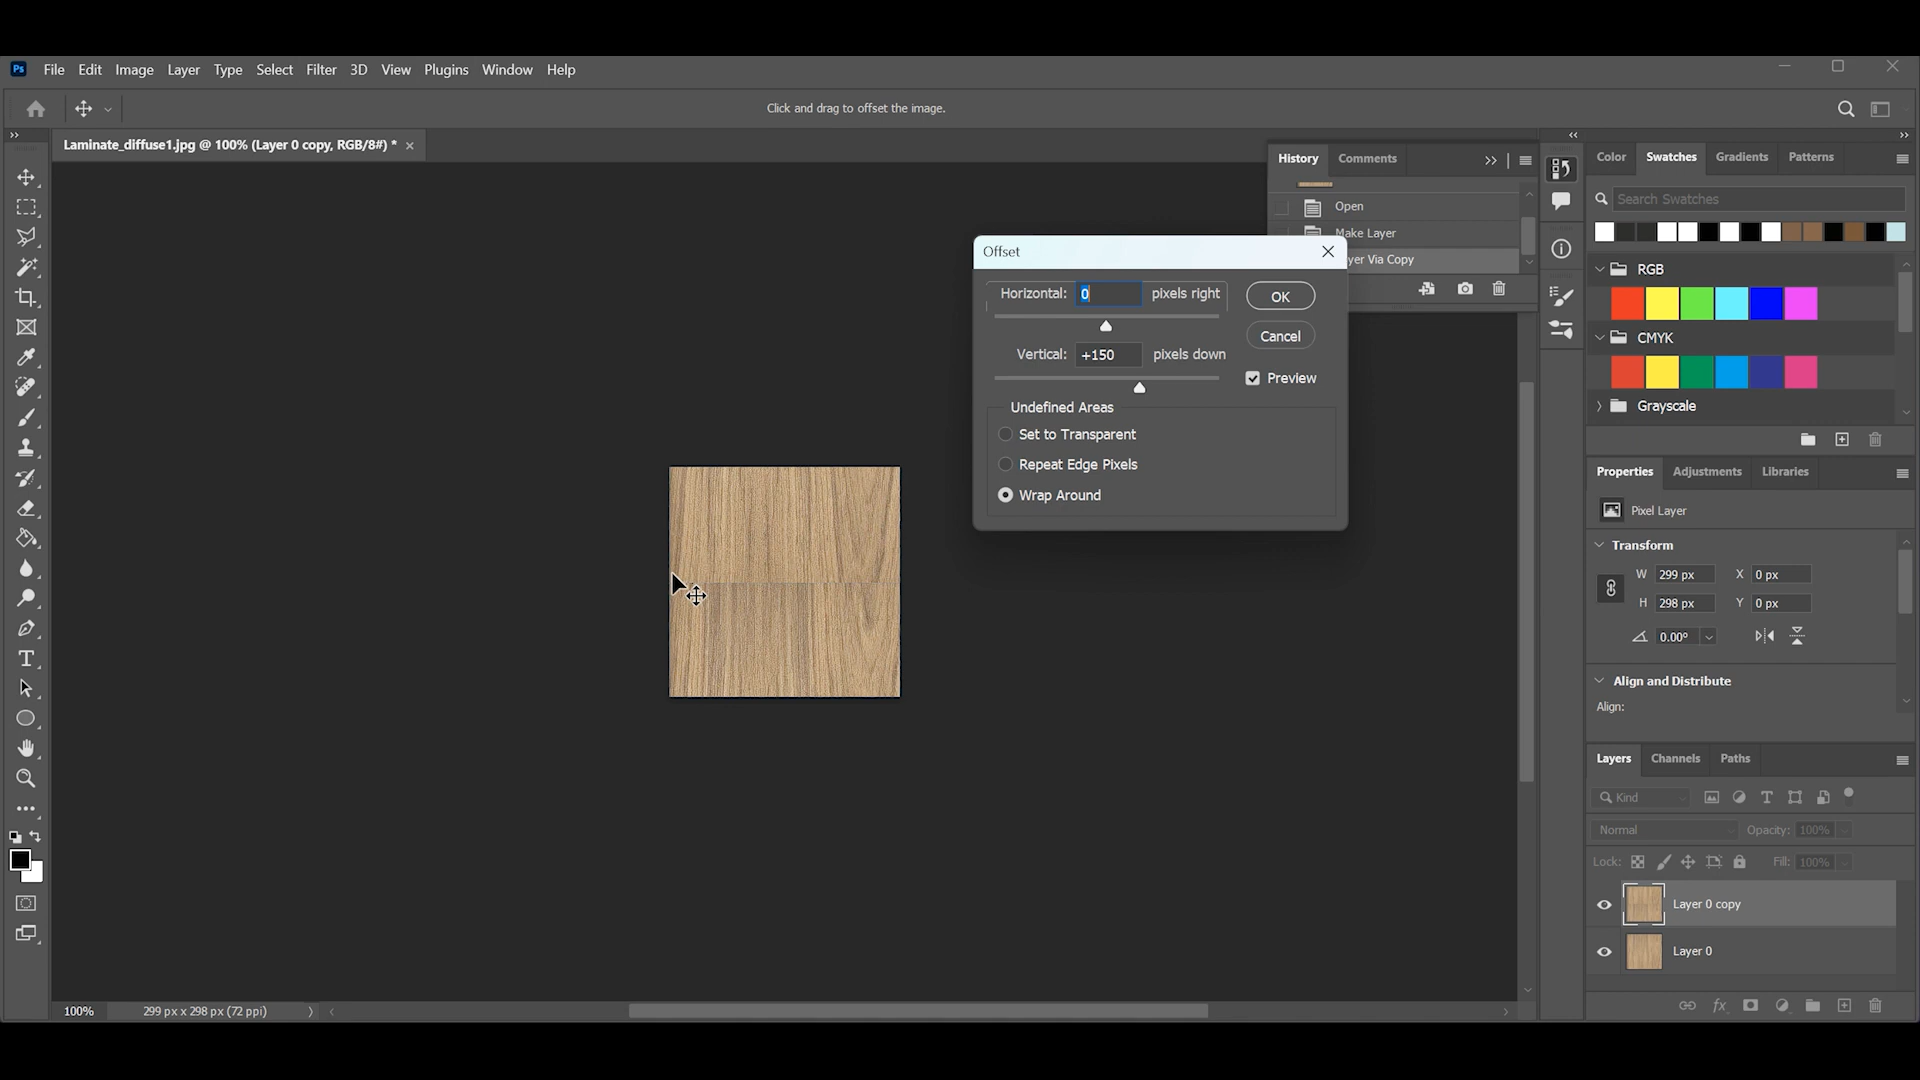 Ps File Edit Image Layer Type Select Filter 3D View Plugins Window Help
Click and drag to offset the image.
Laminate_diffuse1.jpg @ 100% (Layer 0 copy, RGB/8#) *
History Comments
Open
Make Layer
yer Via Copy
Offset
Horizontal: 0 pixels right
OK
Vertical: +150 pixels down
Cancel
Preview
Undefined Areas
Set to Transparent
Repeat Edge Pixels
Wrap Around
Color Swatches Gradients Patterns
Search Swatches
RGB
CMYK
Grayscale
Properties Adjustments Libraries
Pixel Layer
Transform
W 299 px X 0 px
H 298 px Y 0 px
0.00°
Align and Distribute
Align:
Layers Channels Paths
Kind
Normal Opacity: 100%
Lock: Fill: 100%
Layer 0 copy
Layer 0
fx
100% 299 px x 298 px (72 ppi)